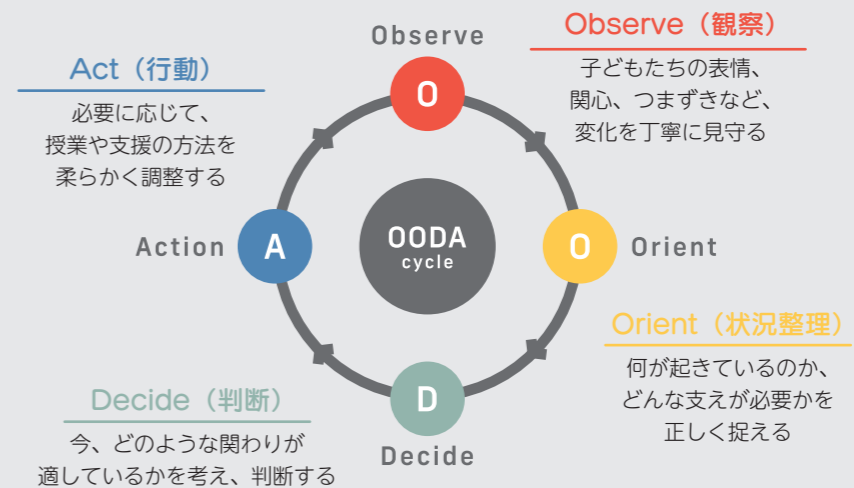 Observe
O
Observe（観察）
子どもたちの表情、
関心、つまずきなど、
変化を丁寧に見守る
Act（行動）
必要に応じて、
授業や支援の方法を
柔らかく調整する
Action
A
OODA
cycle
O
Orient
Orient（状況整理）
何が起きているのか、
どんな支えが必要かを
正しく捉える
Decide（判断）
今、どのような関わりが
適しているかを考え、判断する
D
Decide